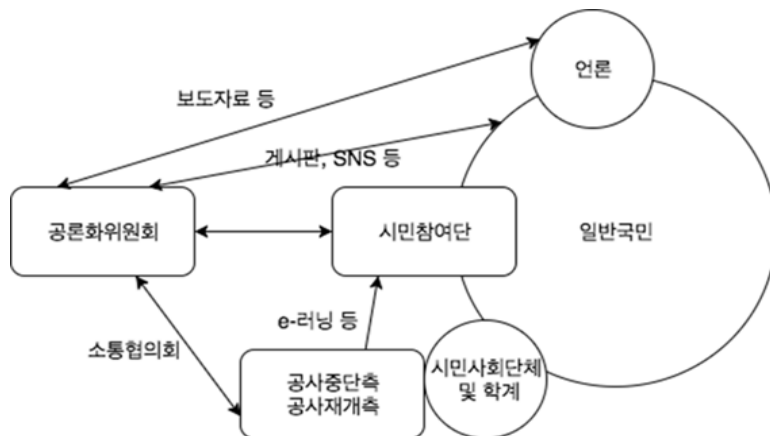 언론
보도자료 등
게시판, SNS 등
공론화위원회
시민참여단
일반국민
e-러닝 등
소통협의회
공사중단측
공사재개측
시민사회단체
및 학계